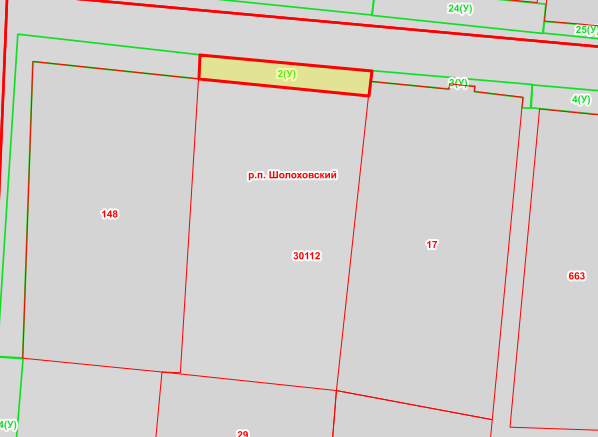 24(У)
25(У)
2(У)
3(У)
4(У)
р.п. Шолоховский
148
17
30112
663
4(У)
29